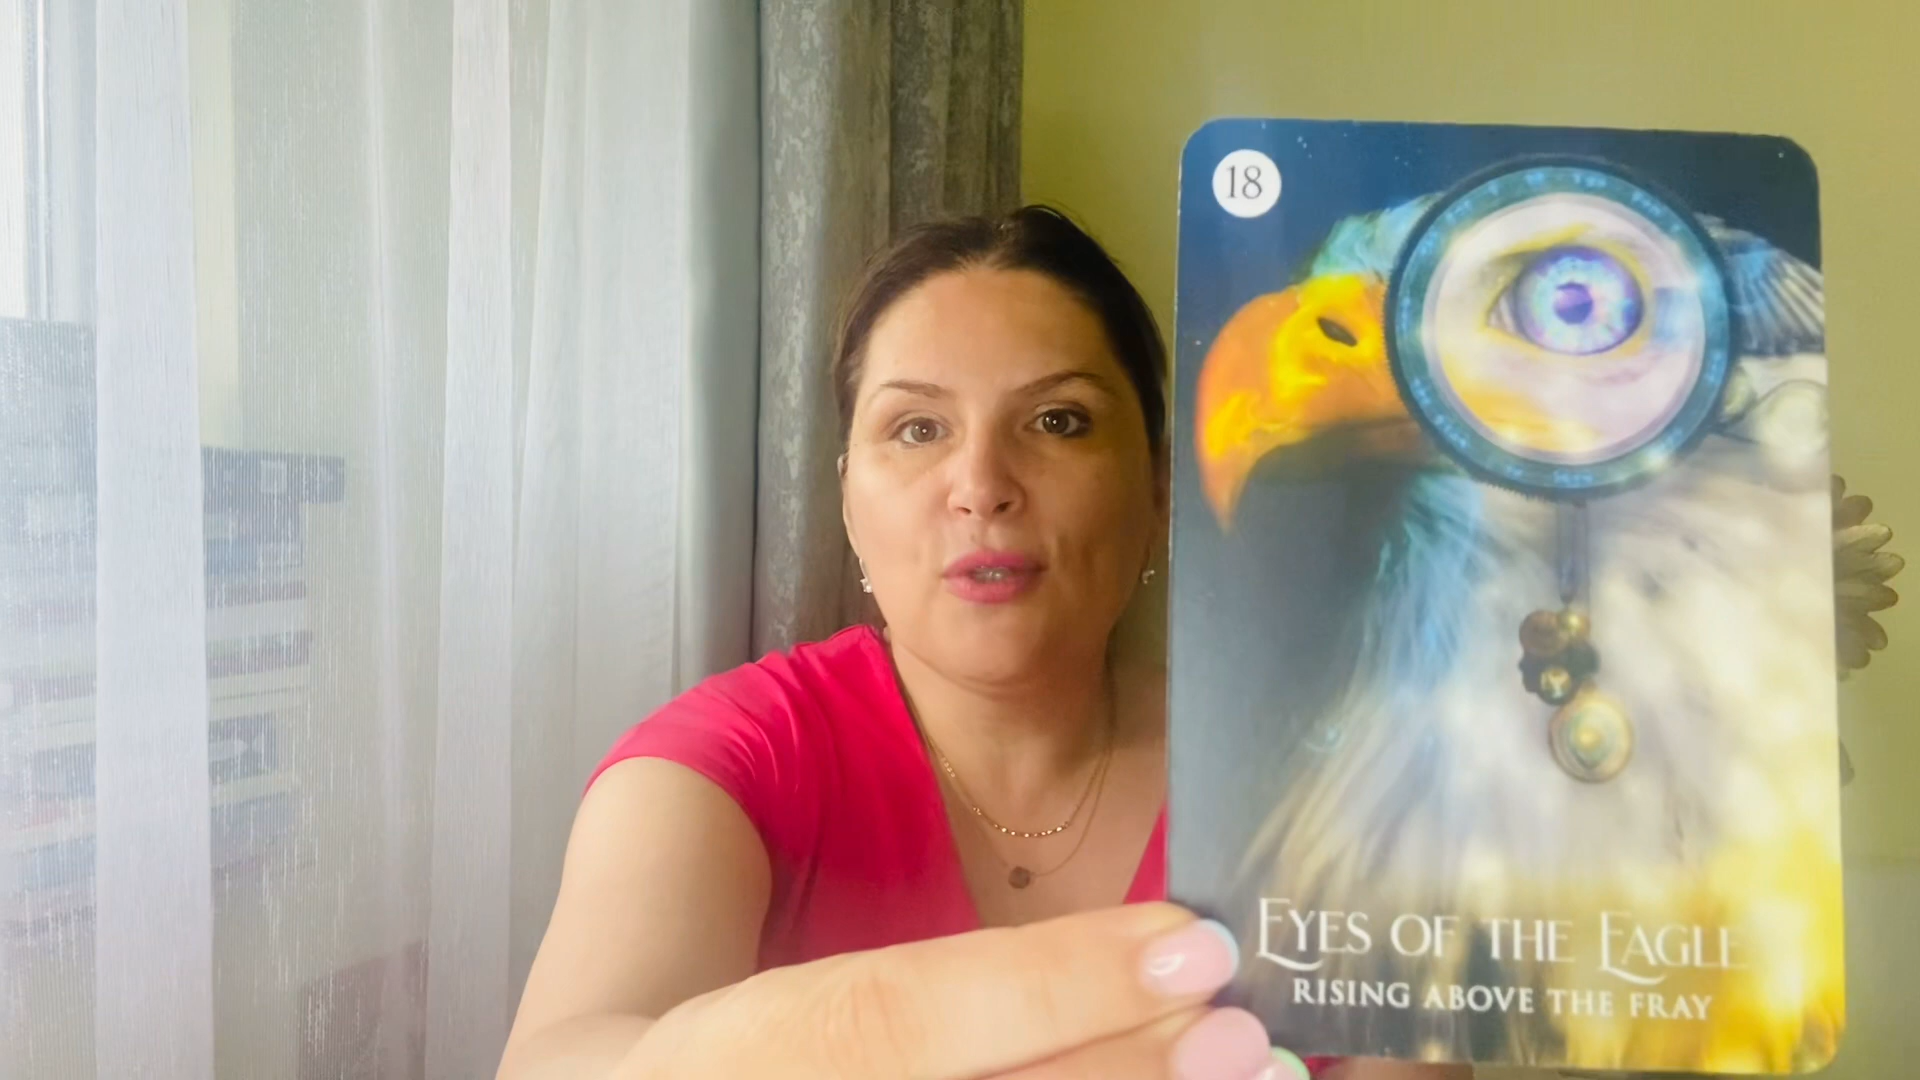 18
EYES OF THE EAGLE
RISING ABOVE THE FRAY